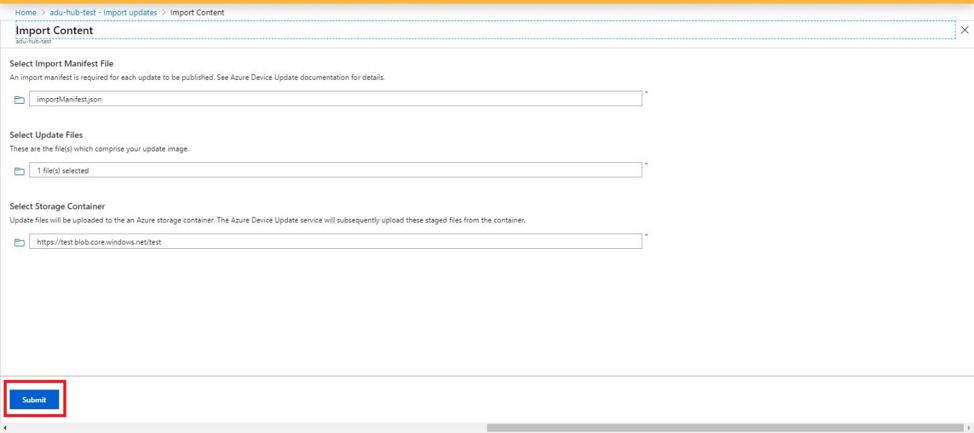 Home > adu-hub-test - Import updates > Import Content
Import Content
adu-hub-test
Select Import Manifest File
An import manifest is required for each update to be published. See Azure Device Update documentation for details.
importManifest.json
*
Select Update Files
These are the file(s) which comprise your update image.
1 file(s) selected
*
Select Storage Container
Update files will be uploaded to the an Azure storage container. The Azure Device Update service will subsequently upload these staged files from the container.
https://test.blob.core.windows.net/test
*
Submit